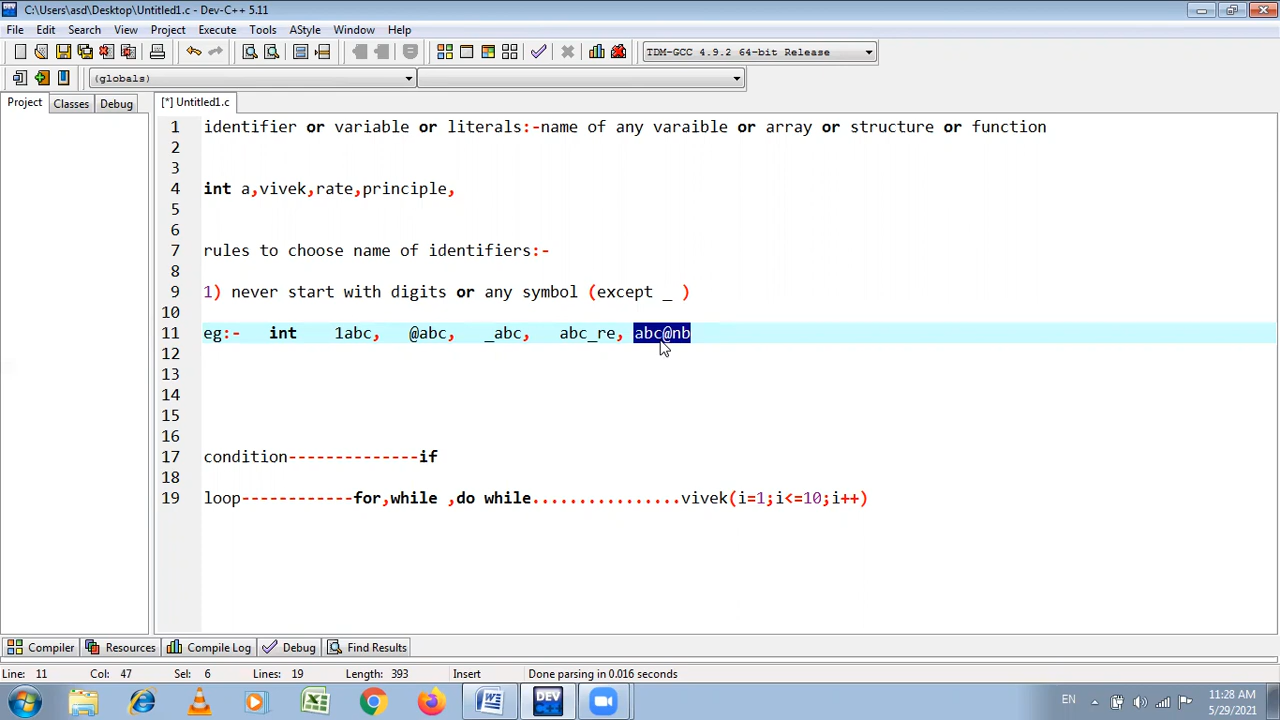 C:\Users\asd\Desktop\Untitled1.c - Dev-C++ 5.11
File Edit Search View Project Execute Tools AStyle Window Help
TDM-GCC 4.9.2 64-bit Release
(globals)
Project Classes Debug
[*] Untitled1.c
1 identifier or variable or literals:-name of any varaible or array or structure or function
2
3
4 int a,vivek,rate,principle,
5
6
7 rules to choose name of identifiers:-
8
9 1) never start with digits or any symbol (except _ )
10
11 eg:- int 1abc, @abc, _abc, abc_re, abc@nb
12
13
14
15
16
17 condition--------------if
18
19 loop------------for,while ,do while................vivek(i=1;i<=10;i++)
Compiler Resources Compile Log Debug Find Results
Line: 11 Col: 47 Sel: 6 Lines: 19 Length: 393 Insert Done parsing in 0.016 seconds
EN 11:28 AM
5/29/2021